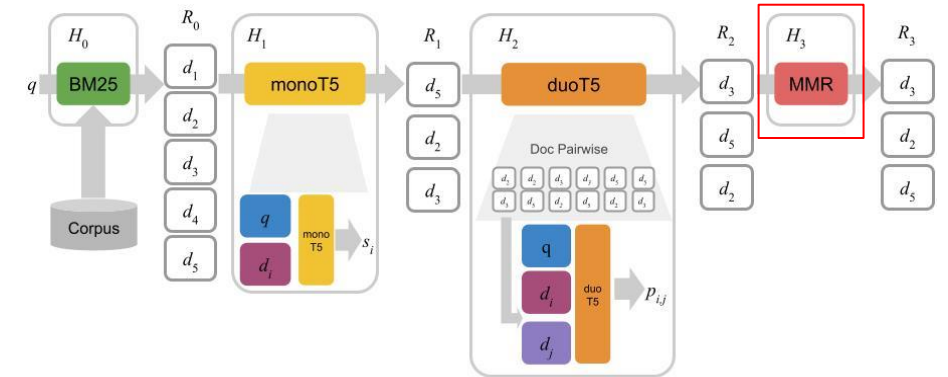 H0
R0
H1
R1
H2
R2
H3
R3
q
BM25
d1
monoT5
d5
duoT5
d3
MMR
d3
d2
d2
d5
d2
d3
d3
d2
d5
Doc Pairwise
d4
Corpus
d5
q
di
mono
T5
si
q
di
dj
duo
T5
pi,j